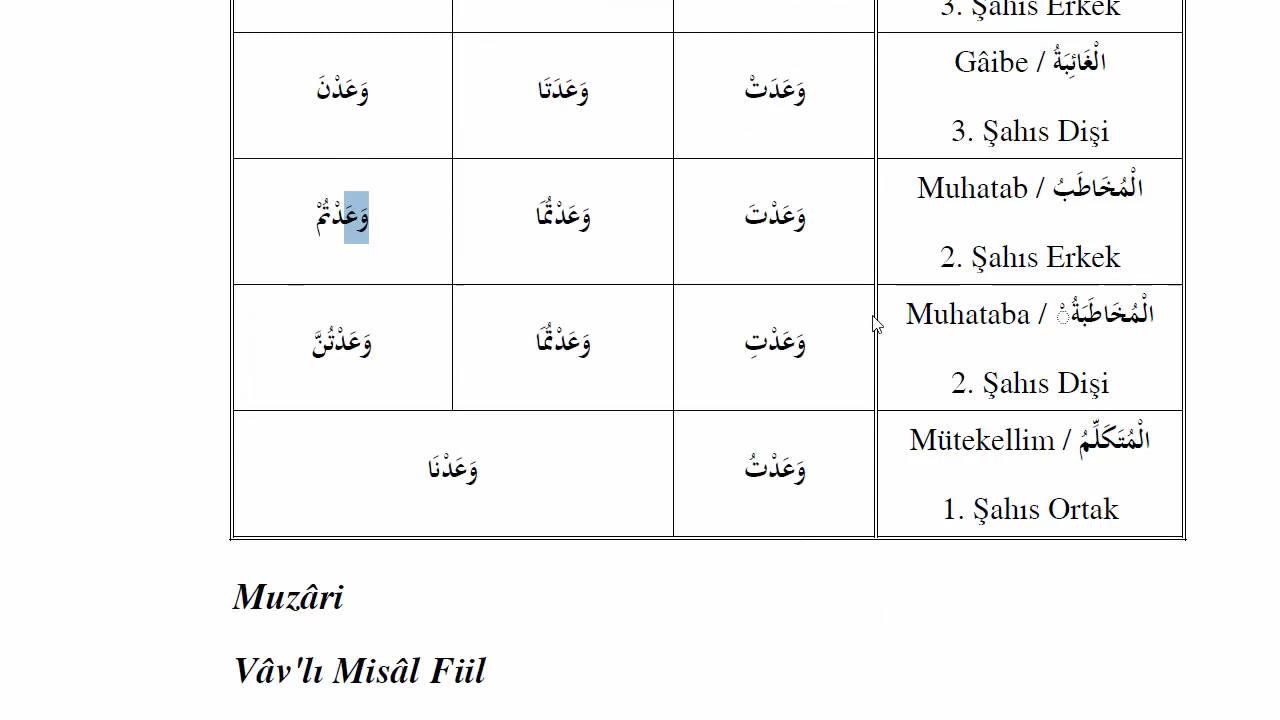 3. Şahıs Erkek
الْغَائِبَةُ / Gâibe
3. Şahıs Dişi
وَعَدَتْ
وَعَدَتَا
وَعَدْنَ
الْمُخَاطَبُ / Muhatab
2. Şahıs Erkek
وَعَدْتَ
وَعَدْتُمَا
وَعَدْتُمْ
الْمُخَاطَبَةُ ْ / Muhataba
2. Şahıs Dişi
وَعَدْتِ
وَعَدْتُمَا
وَعَدْتُنَّ
الْمُتَكَلِّمُ / Mütekellim
1. Şahıs Ortak
وَعَدْتُ
وَعَدْنَا
Muzâri
Vâv'lı Misâl Fiil